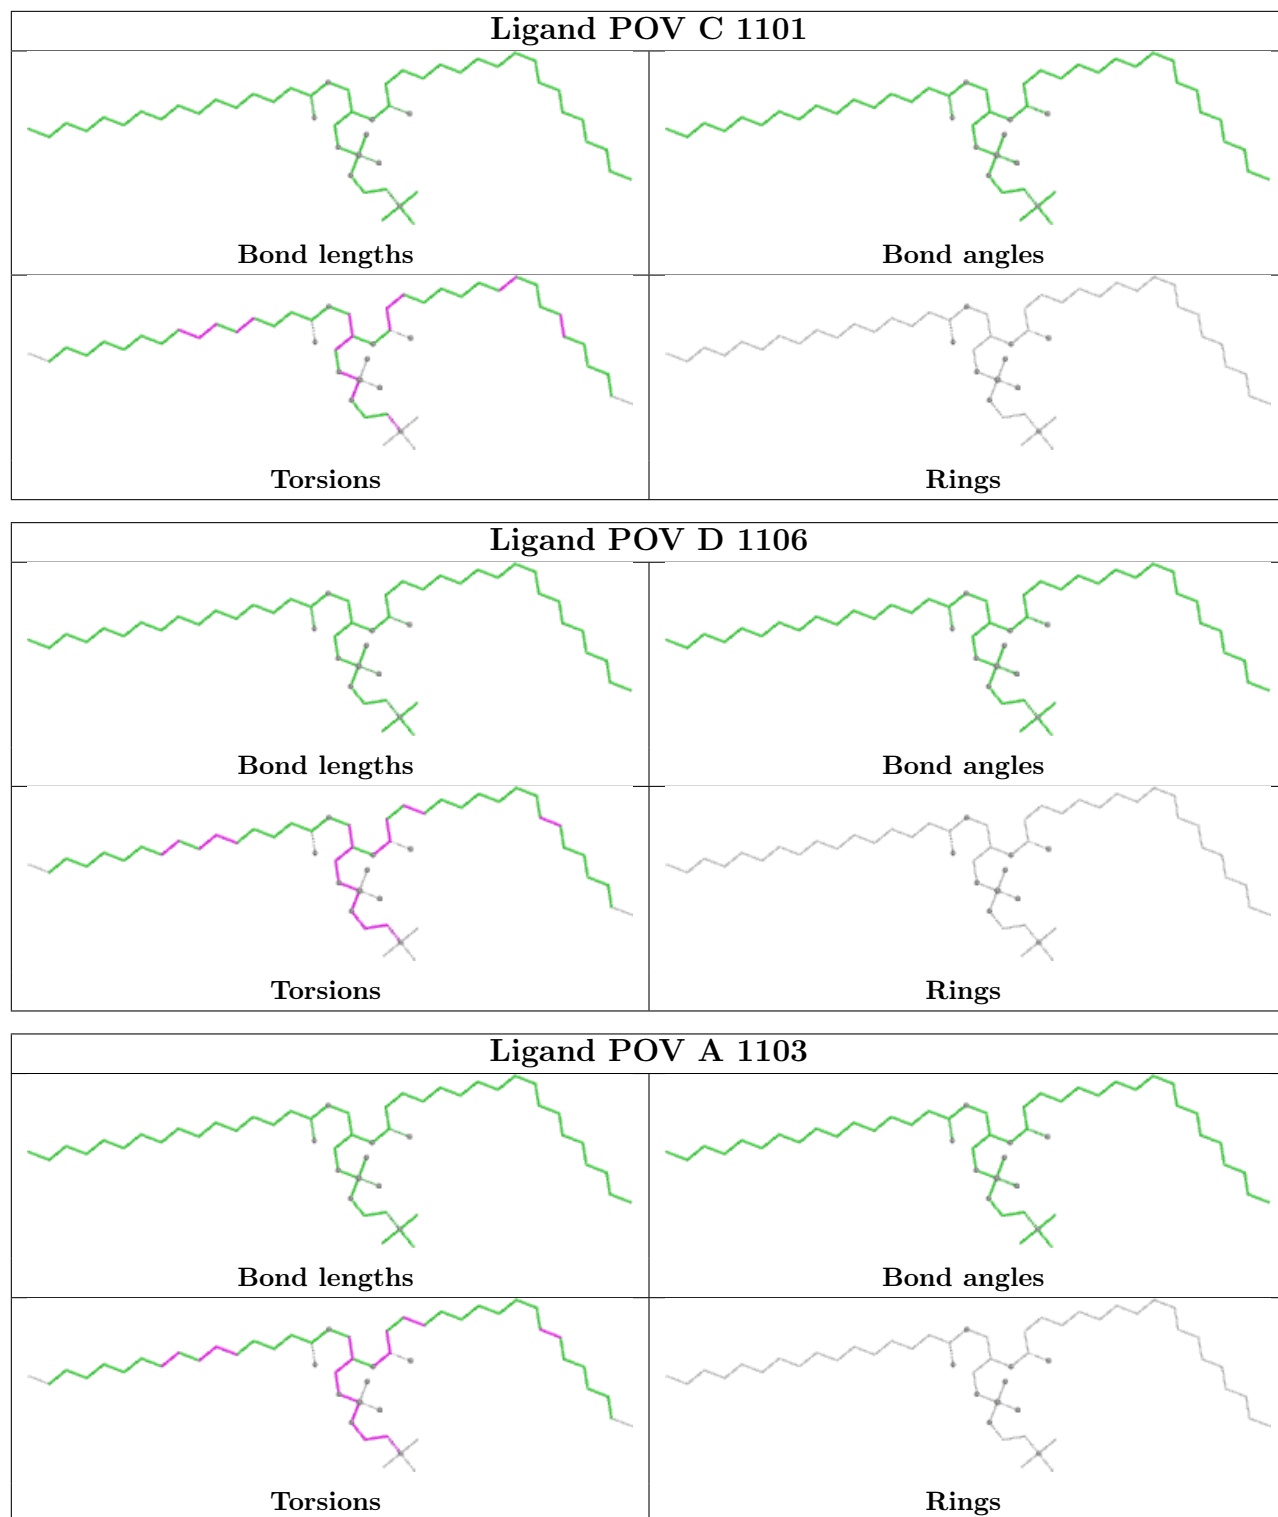 Ligand POV C 1101
Bond lengths
Bond angles
Torsions
Rings
Ligand POV D 1106
Bond lengths
Bond angles
Torsions
Rings
Ligand POV A 1103
Bond lengths
Bond angles
Torsions
Rings